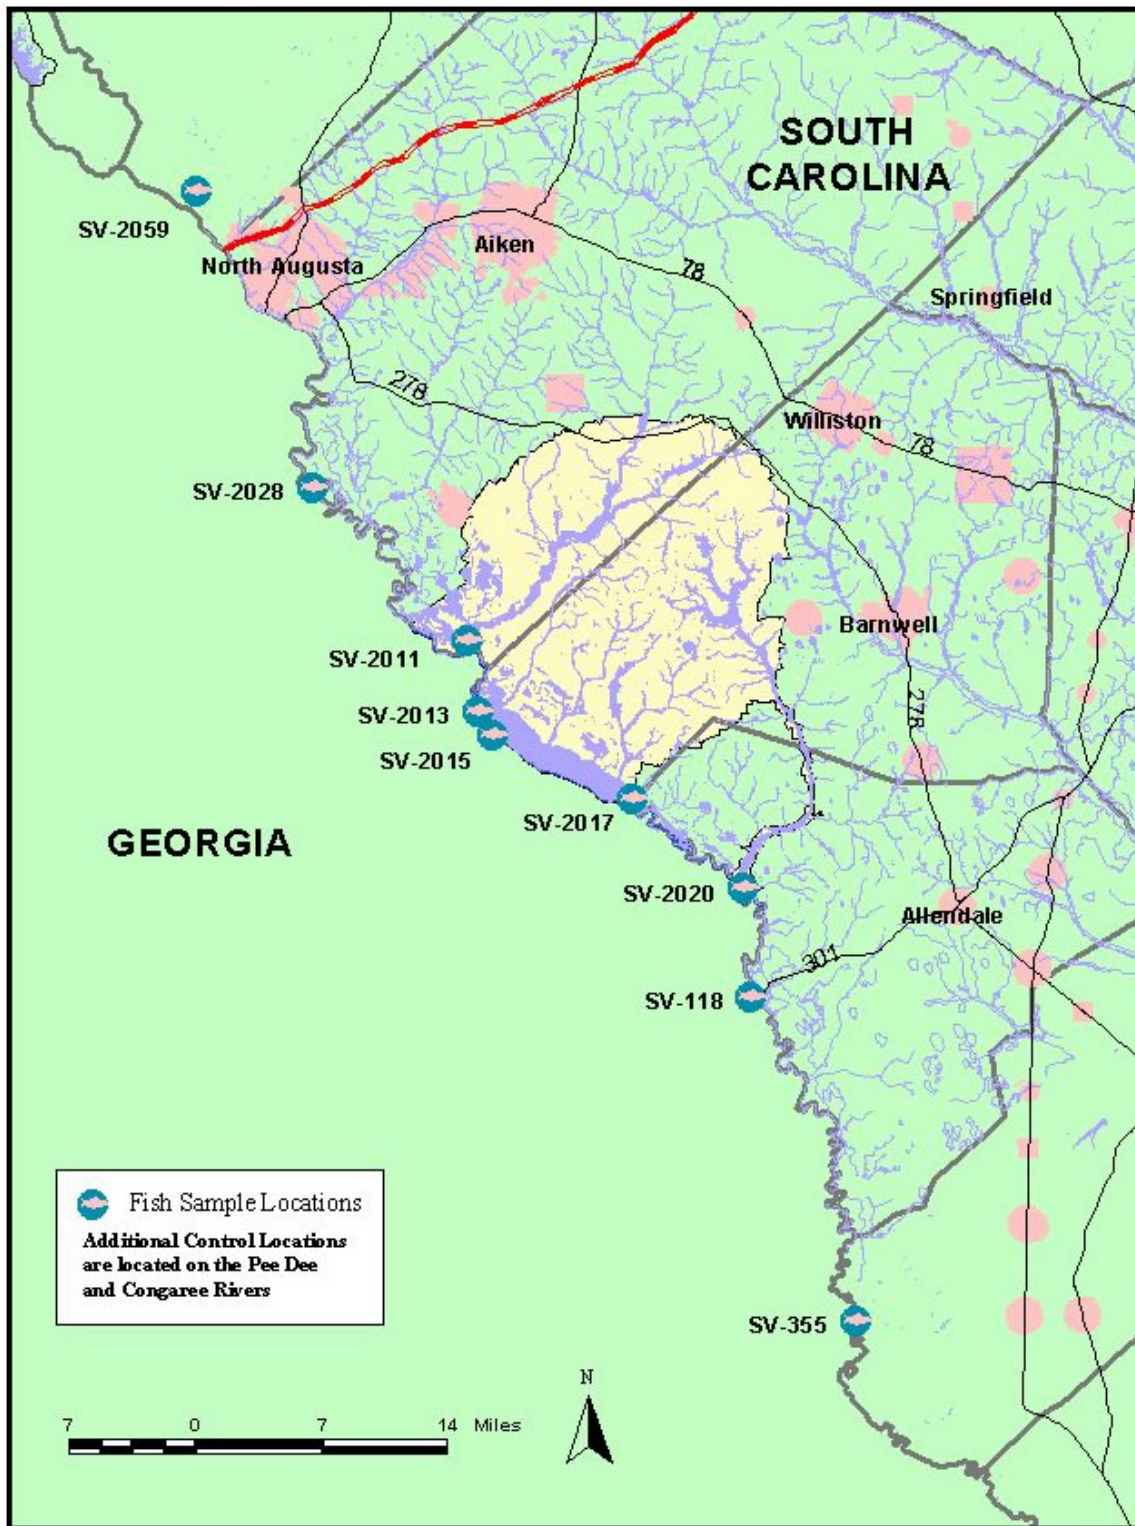 SOUTH
CAROLINA
SV-2059
North Augusta
Aiken
78
Springfield
278
Williston
78
SV-2028
Barnwell
SV-2011
278
SV-2013
SV-2015
SV-2017
GEORGIA
SV-2020
Allendale
301
SV-118
Fish Sample Locations
Additional Control Locations
are located on the Pee Dee
and Congaree Rivers
SV-355
N
7 0 7 14 Miles